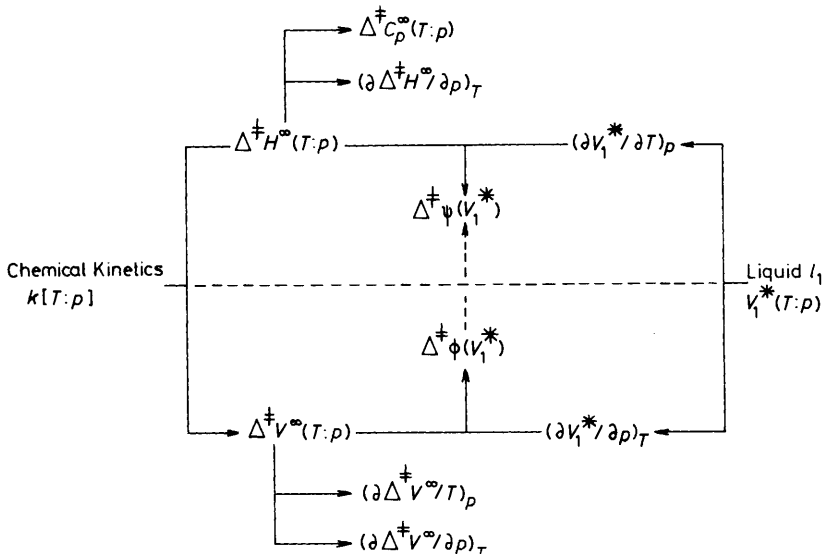 Δ‡Cp∞(T:p)
(∂Δ‡H∞/∂p)T
Δ‡H∞(T:p)
(∂V1*/∂T)p
Δ‡ψ(V1*)
Chemical Kinetics
k[T:p]
Liquid l1
V1*(T:p)
Δ‡ϕ(V1*)
Δ‡V∞(T:p)
(∂V1*/∂p)T
(∂Δ‡V∞/T)p
(∂Δ‡V∞/∂p)T